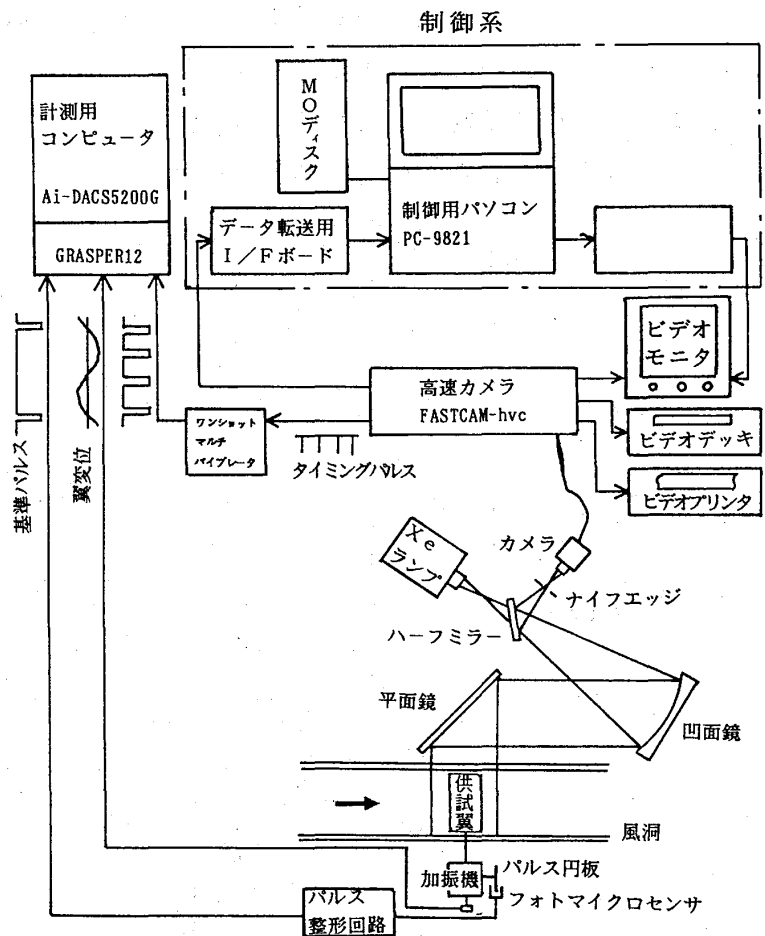 制御系
計測用
コンピュータ
Ai-DACS5200G
GRASPER12
MOディスク
データ転送用
I/Fボード
制御用パソコン
PC-9821
ビデオ
モニタ
高速カメラ
FASTCAM-hvc
ビデオデッキ
ビデオプリンタ
ワンショット
マルチ
バイブレータ
タイミングパルス
基準パルス
翼変位
Xe
ランプ
カメラ
ナイフエッジ
ハーフミラー
平面鏡
凹面鏡
供試翼
風洞
加振機
パルス円板
フォトマイクロセンサ
パルス
整形回路